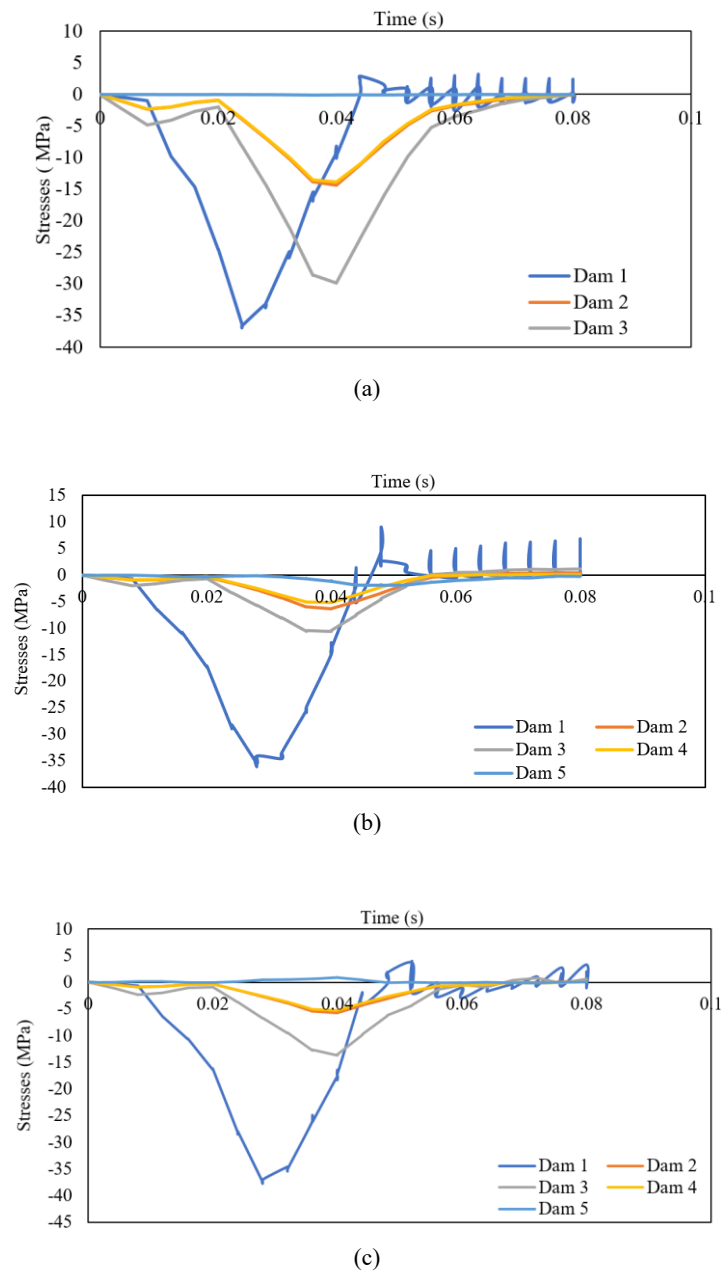 Time (s)
10
5
0
0 0.02 0.04 0.06 0.08 0.1
-5
-10
-15
-20
-25
-30
-35
-40
Stresses ( MPa)
Dam 1
Dam 2
Dam 3
(a)
Time (s)
15
10
5
0
0 0.02 0.04 0.06 0.08 0.1
-5
-10
-15
-20
-25
-30
-35
-40
Stresses (MPa)
Dam 1 Dam 2
Dam 3 Dam 4
Dam 5
(b)
Time (s)
10
5
0
0 0.02 0.04 0.06 0.08 0.1
-5
-10
-15
-20
-25
-30
-35
-40
-45
Stresses (MPa)
Dam 1 Dam 2
Dam 3 Dam 4
Dam 5
(c)